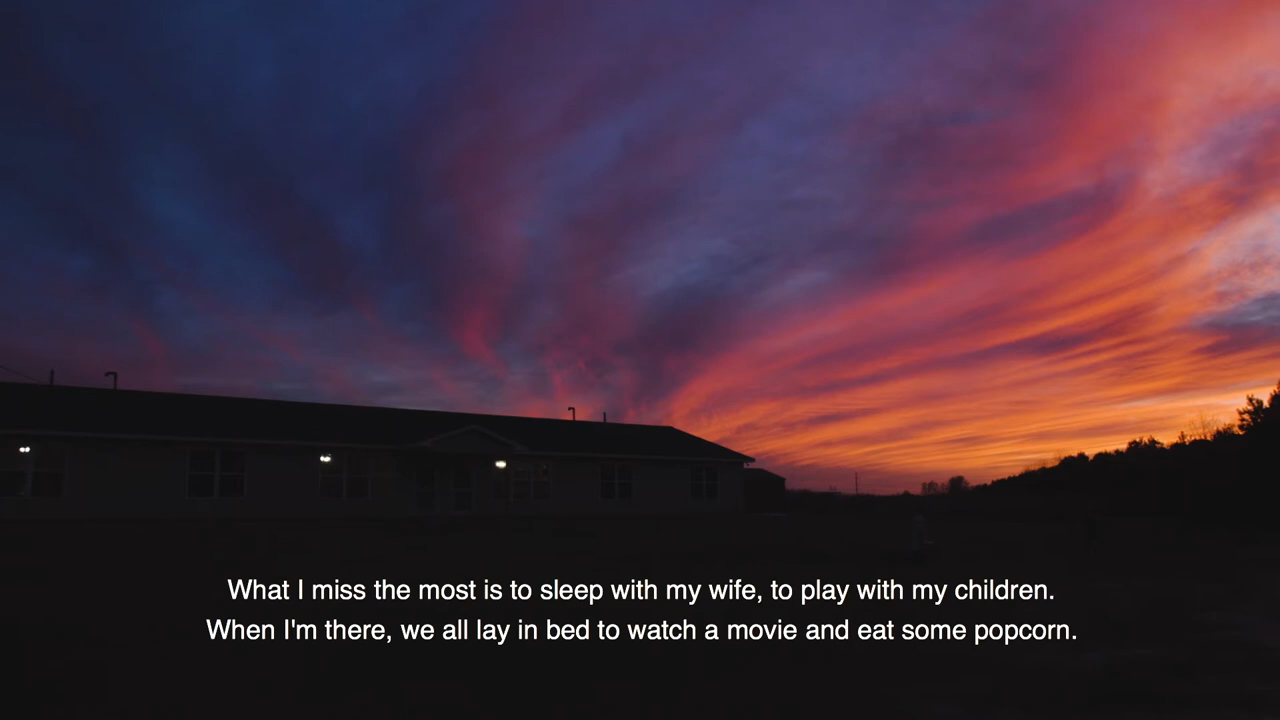 What I miss the most is to sleep with my wife, to play with my children.
When I'm there, we all lay in bed to watch a movie and eat some popcorn.